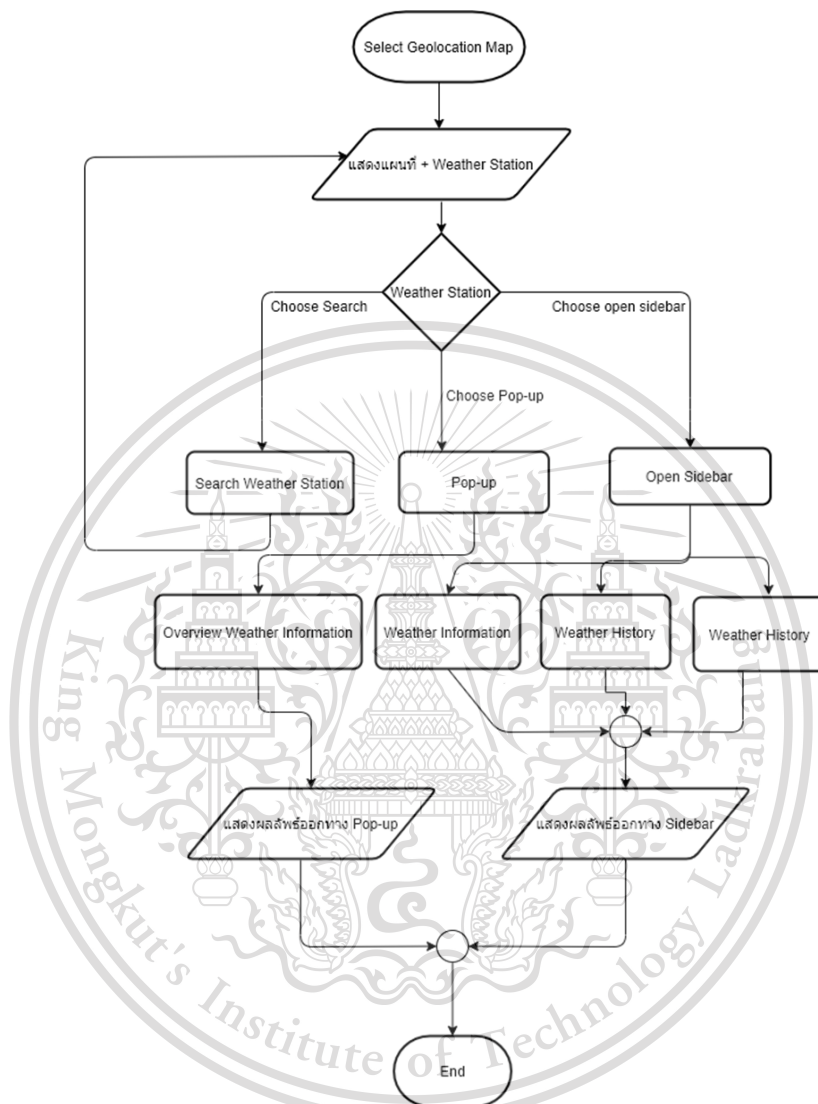 Select Geolocation Map
แสดงแผนที่ + Weather Station
Weather Station
Choose Search
Choose open sidebar
Choose Pop-up
Search Weather Station
Pop-up
Open Sidebar
Overview Weather Information
Weather Information
Weather History
Weather History
แสดงผลลัพธ์ออกทาง Pop-up
แสดงผลลัพธ์ออกทาง Sidebar
End
King Mongkut's Institute of Technology Ladkrabang